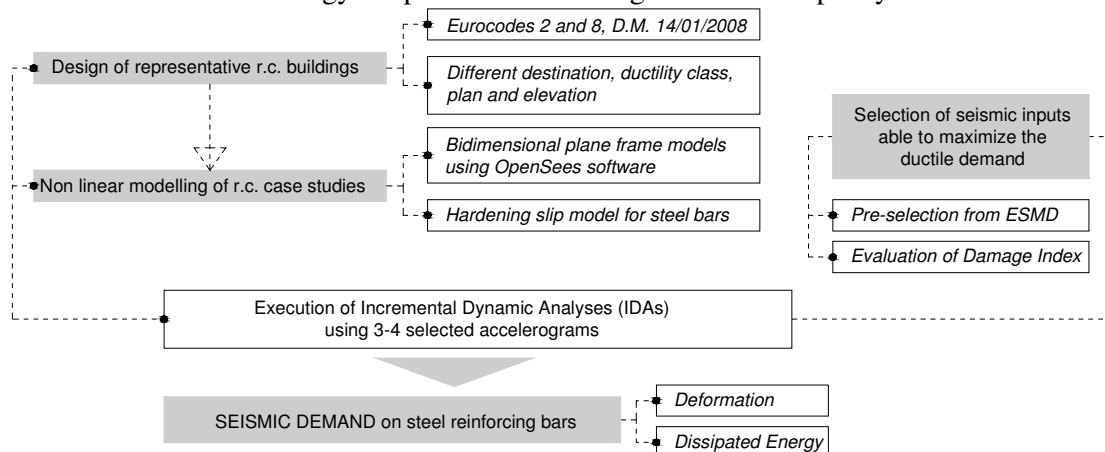 Eurocodes 2 and 8, D.M. 14/01/2008
Design of representative r.c. buildings
Different destination, ductility class,
plan and elevation
Selection of seismic inputs
able to maximize the
ductile demand
Bidimensional plane frame models
using OpenSees software
Non linear modelling of r.c. case studies
Hardening slip model for steel bars
Pre-selection from ESMD
Evaluation of Damage Index
Execution of Incremental Dynamic Analyses (IDAs)
using 3-4 selected accelerograms
SEISMIC DEMAND on steel reinforcing bars
Deformation
Dissipated Energy